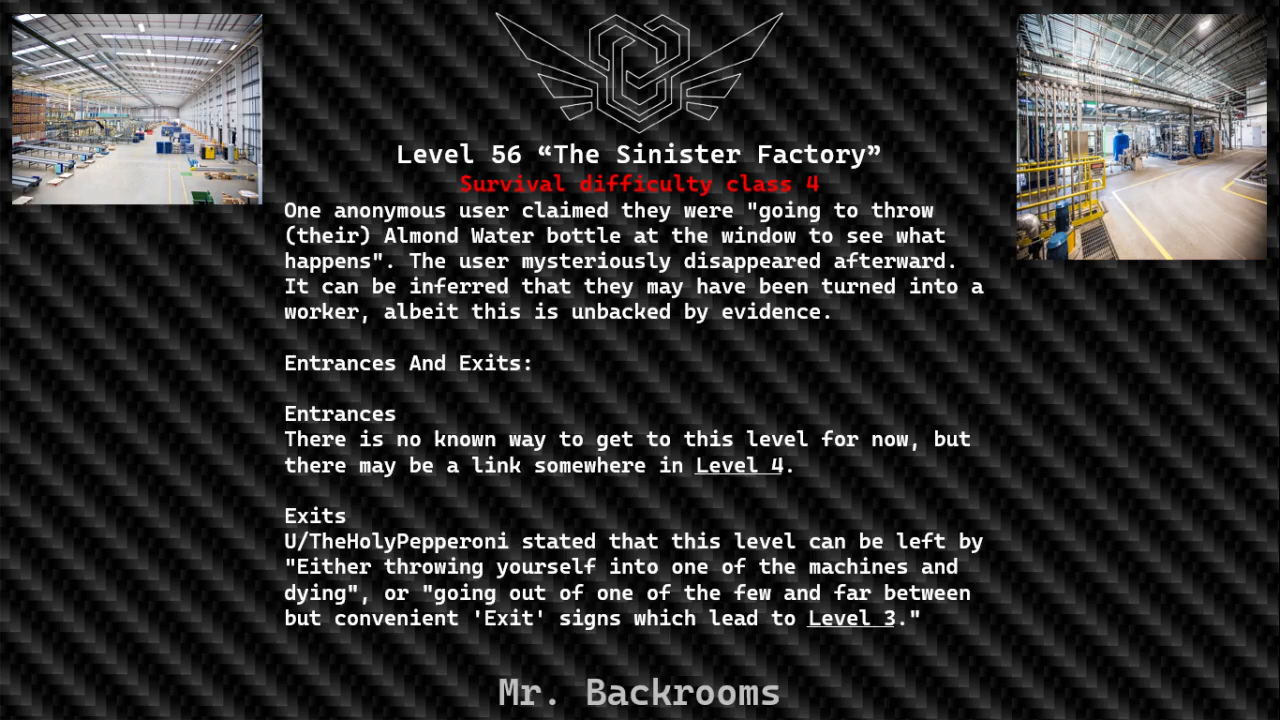 Level 56 “The Sinister Factory”
Survival difficulty class 4
One anonymous user claimed they were "going to throw
(their) Almond Water bottle at the window to see what
happens". The user mysteriously disappeared afterward.
It can be inferred that they may have been turned into a
worker, albeit this is unbacked by evidence.
Entrances And Exits:
Entrances
There is no known way to get to this level for now, but
there may be a link somewhere in Level 4.
Exits
U/TheHolyPepperoni stated that this level can be left by
"Either throwing yourself into one of the machines and
dying", or "going out of one of the few and far between
but convenient 'Exit' signs which lead to Level 3."
Mr. Backrooms